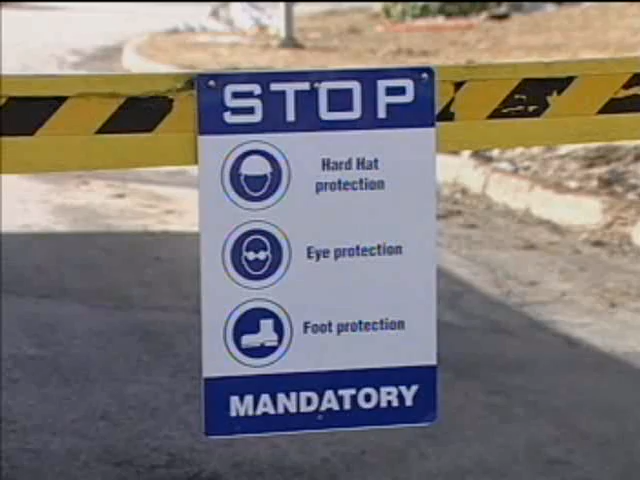 STOP
Hard Hat
protection
Eye protection
Foot protection
MANDATORY